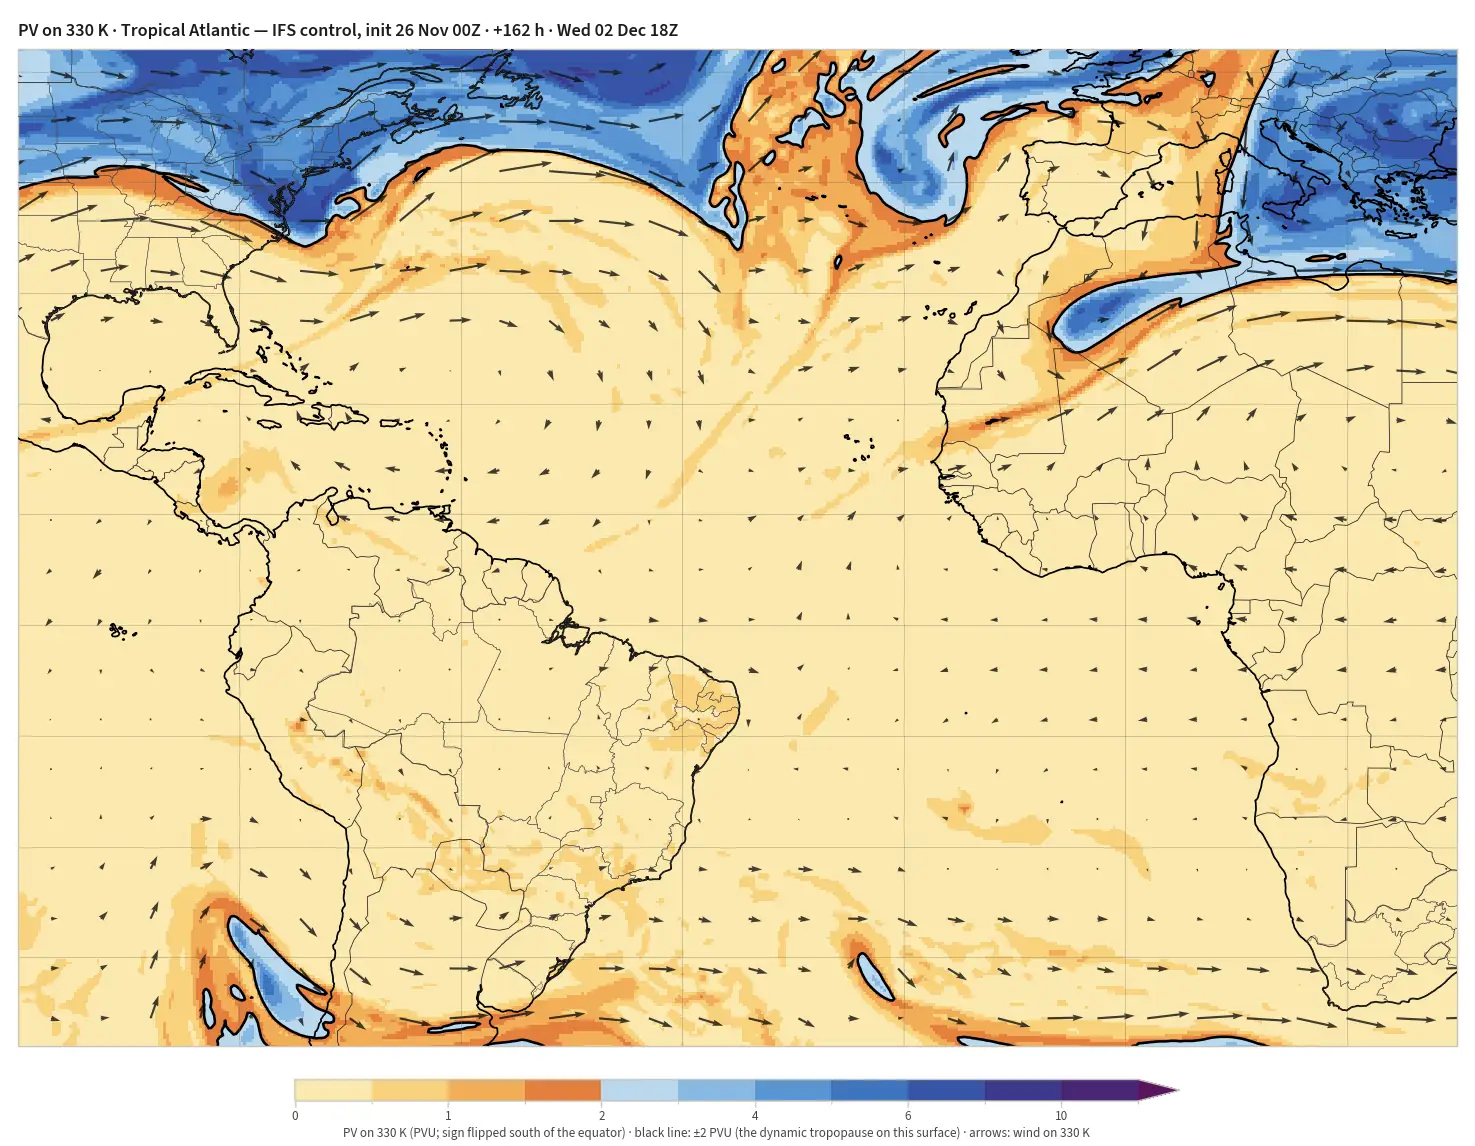 PV on 330 K · Tropical Atlantic — IFS control, init 26 Nov 00Z · +162 h · Wed 02 Dec 18Z
0 1 2 4 6 10
PV on 330 K (PVU; sign flipped south of the equator) · black line: ±2 PVU (the dynamic tropopause on this surface) · arrows: wind on 330 K